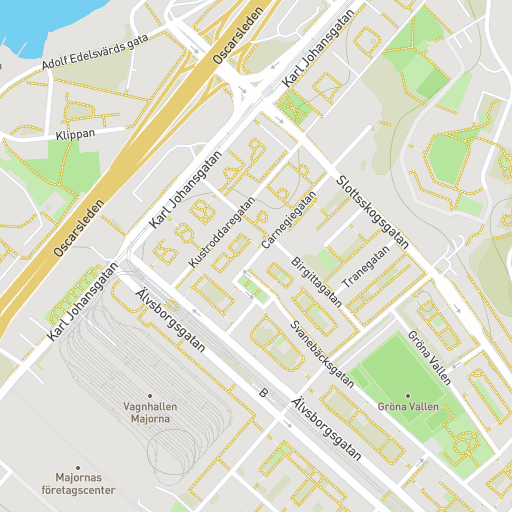 Adolf Edelsvärds gata
Oscarsleden
Karl Johansgatan
Klippan
Karl Johansgatan
Slottsskogsgatan
Kustroddaregatan
Carnegiegatan
Oscarsleden
Birgittagatan
Tranegatan
Karl Johansgatan
Älvsborgsgatan
Svanebäcksgatan
Gröna Vallen
B
Vagnhallen
Majorna
Gröna Vallen
Älvsborgsgatan
Majornas
företagscenter